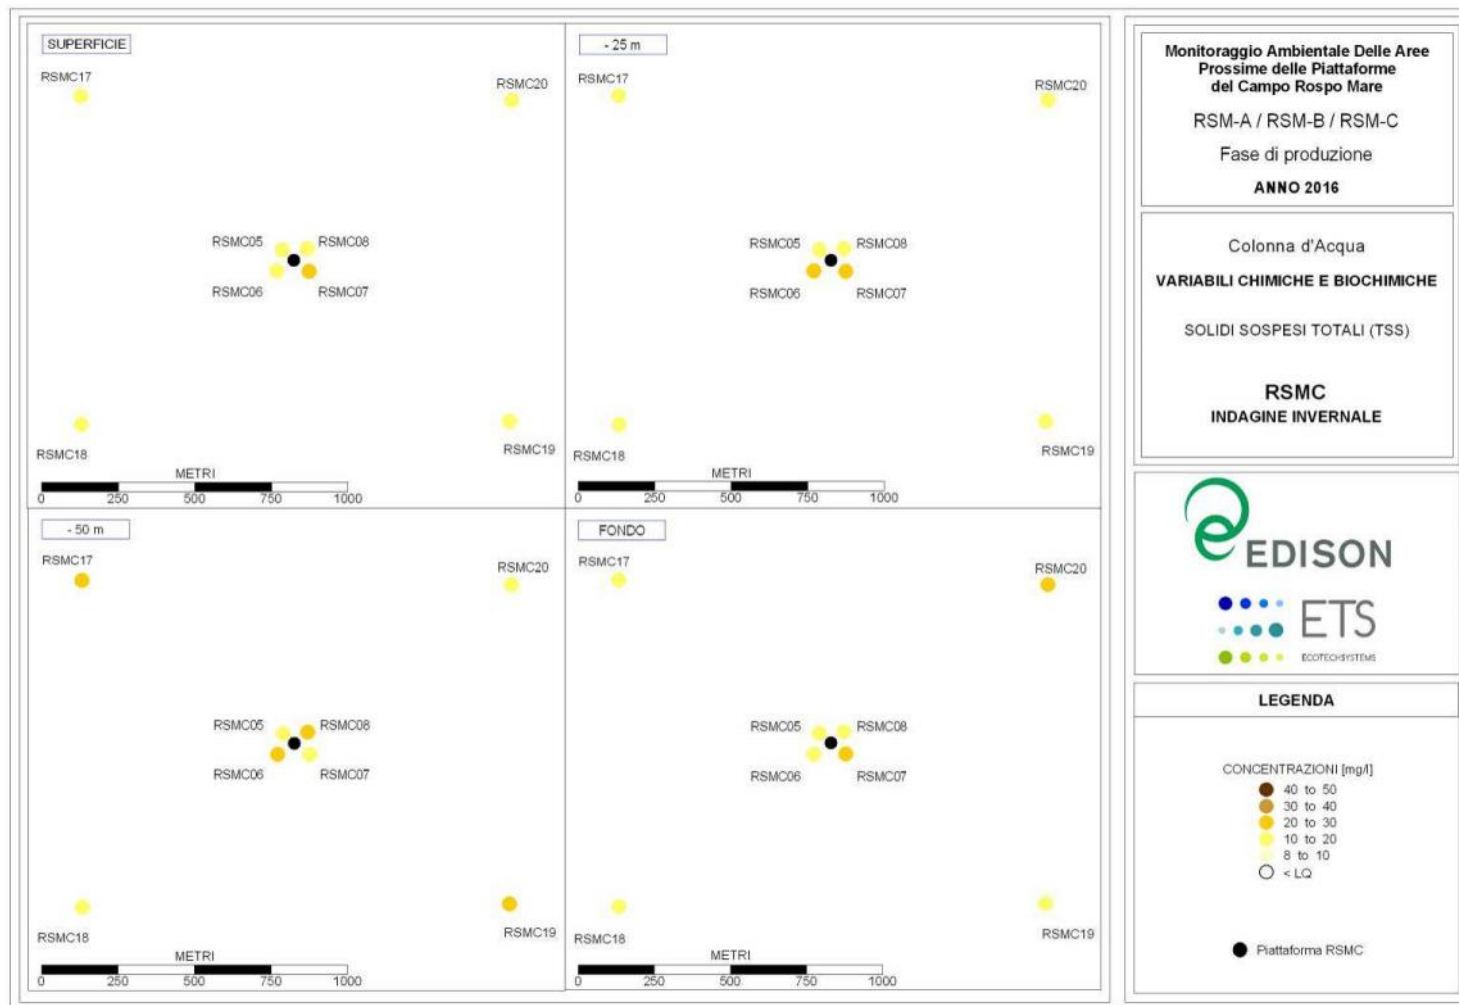 SUPERFICIE
RSMC17
RSMC20
RSMC05
RSMC08
RSMC06
RSMC07
RSMC18
RSMC19
METRI
0 250 500 750 1000
- 25 m
RSMC17
RSMC20
RSMC05
RSMC08
RSMC06
RSMC07
RSMC18
RSMC19
METRI
0 250 500 750 1000
- 50 m
RSMC17
RSMC20
RSMC05
RSMC08
RSMC06
RSMC07
RSMC18
RSMC19
METRI
0 250 500 750 1000
FONDO
RSMC17
RSMC20
RSMC05
RSMC08
RSMC06
RSMC07
RSMC18
RSMC19
METRI
0 250 500 750 1000
Monitoraggio Ambientale Delle Aree
Prossime delle Piattaforme
del Campo Rospo Mare
RSM-A / RSM-B / RSM-C
Fase di produzione
ANNO 2016
Colonna d'Acqua
VARIABILI CHIMICHE E BIOCHIMICHE
SOLIDI SOSPESI TOTALI (TSS)
RSMC
INDAGINE INVERNALE
EDISON
ETS
ECOTECHSYSTEMS
LEGENDA
CONCENTRAZIONI [mg/l]
40 to 50
30 to 40
20 to 30
10 to 20
8 to 10
< LQ
Piattaforma RSMC